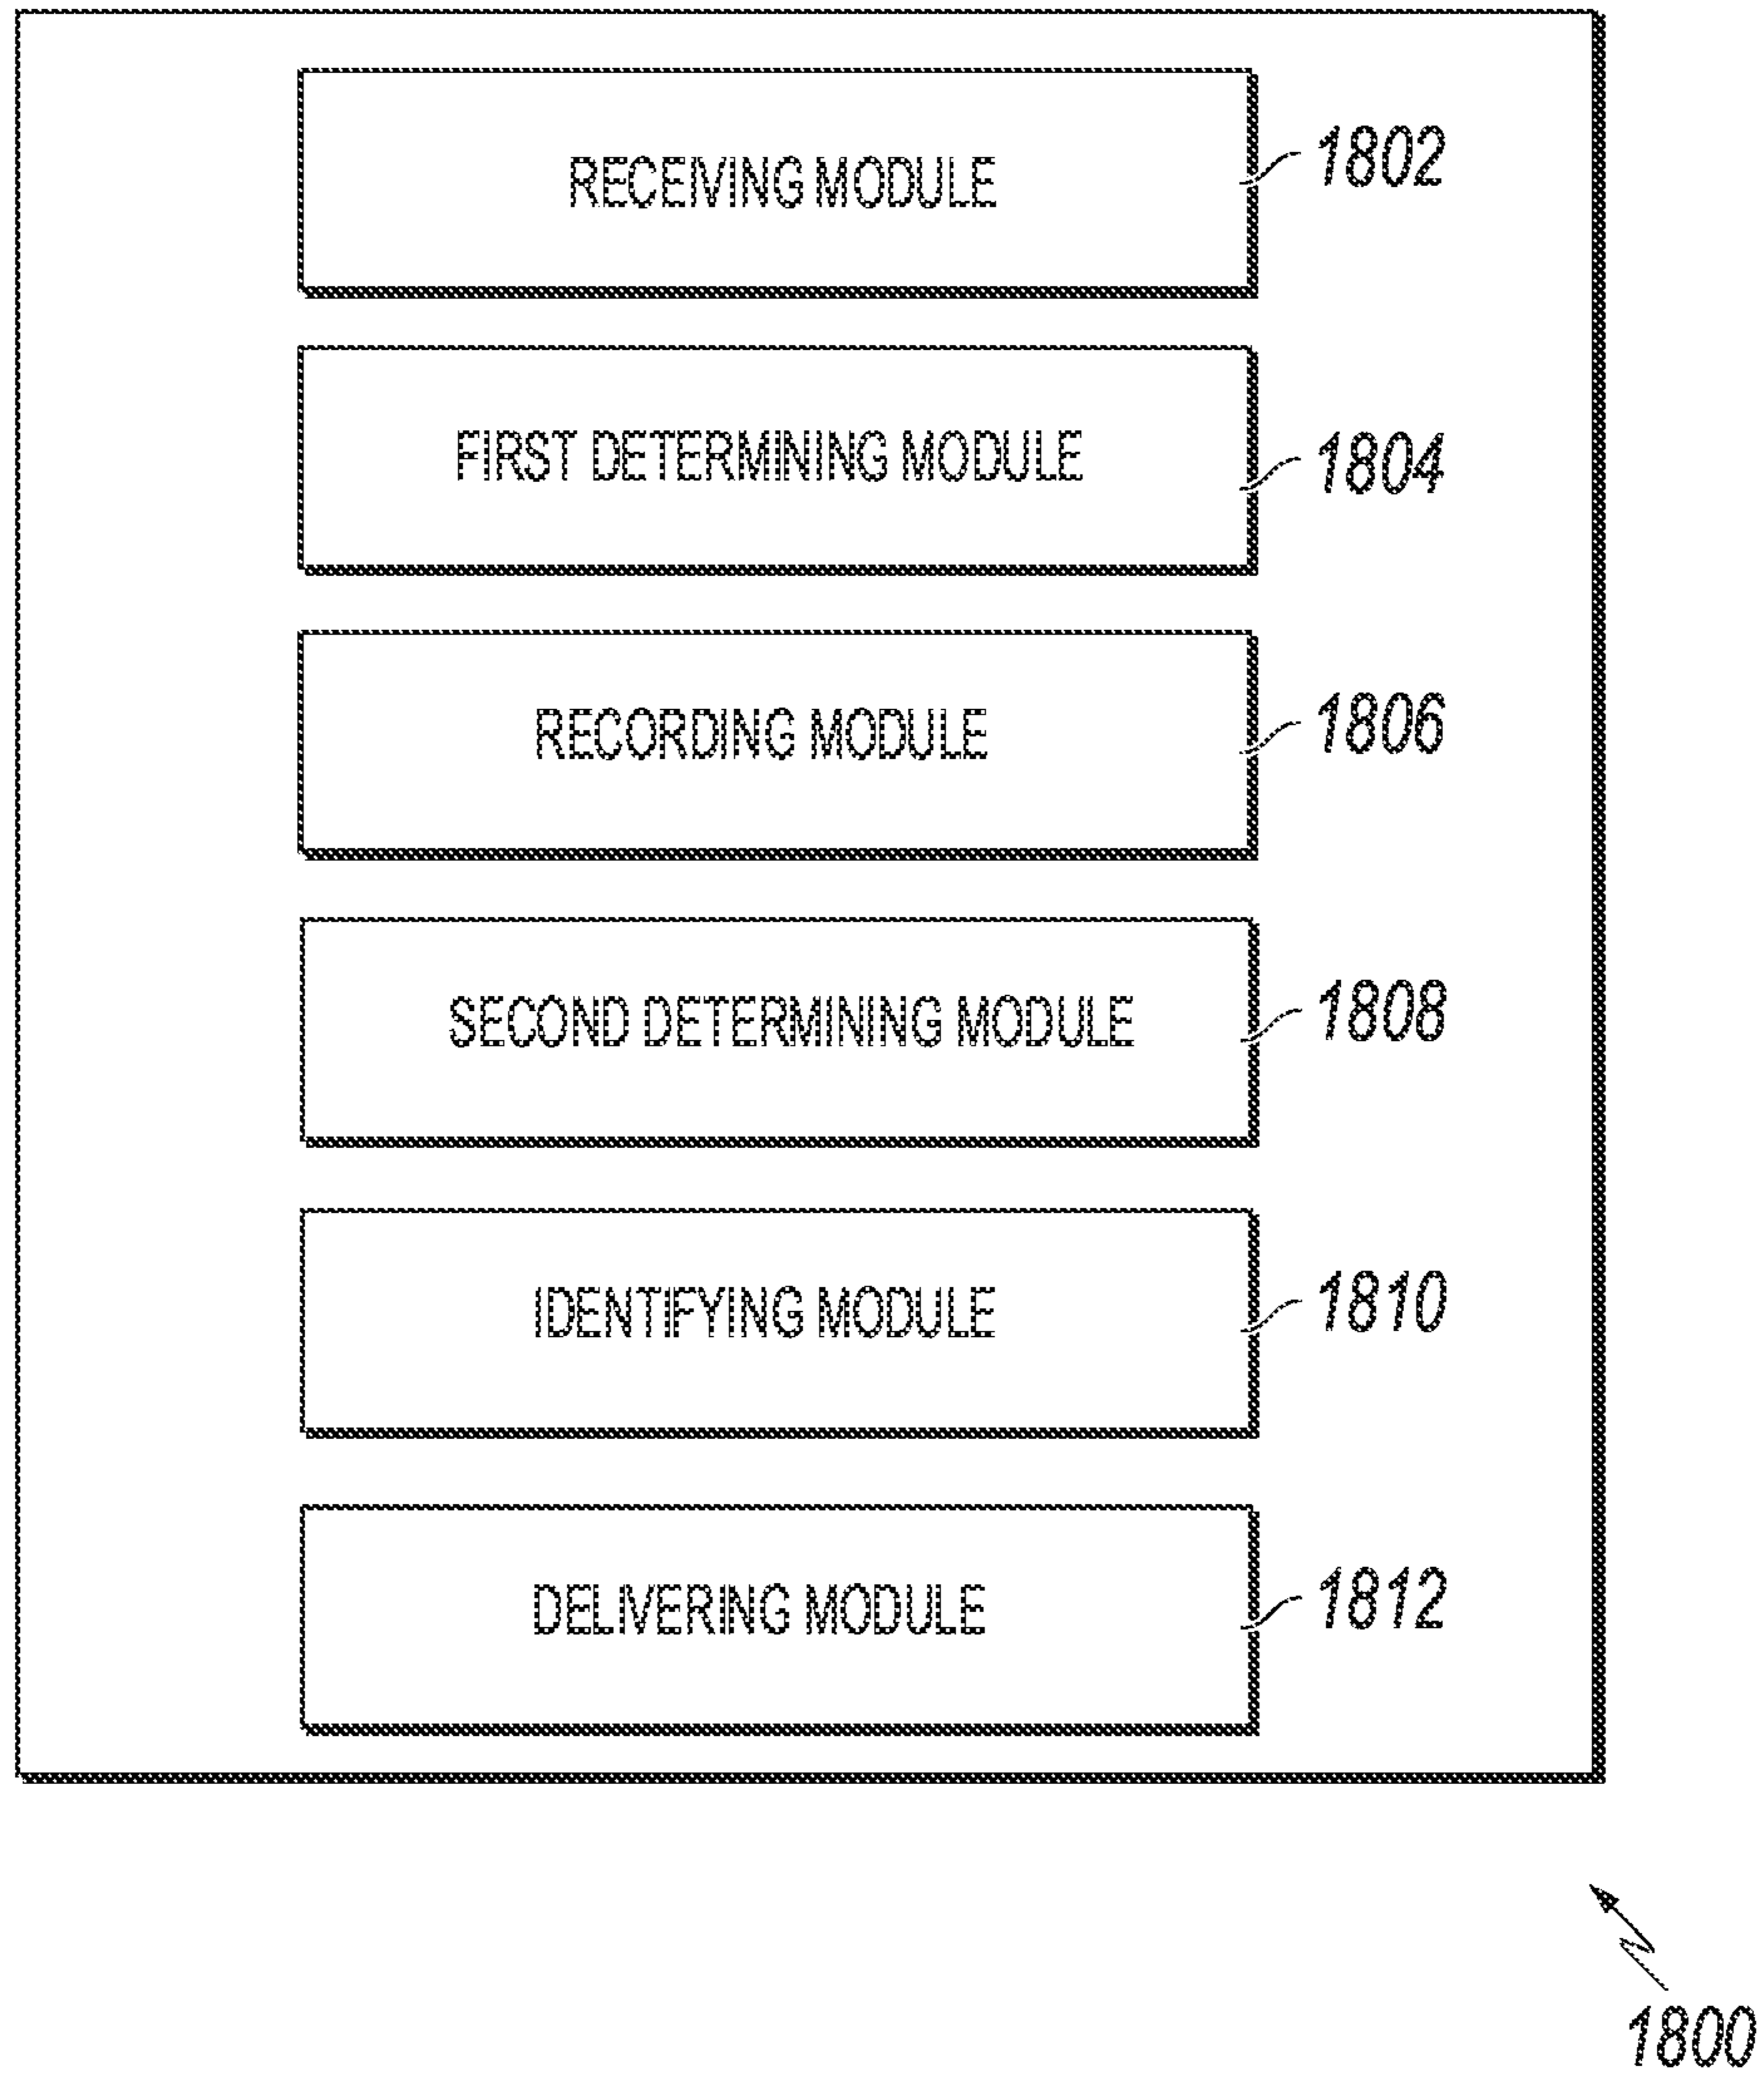 RECEIVING MODULE 1802
FIRST DETERMINING MODULE 1804
RECORDING MODULE 1806
SECOND DETERMINING MODULE 1808
IDENTIFYING MODULE 1810
DELIVERING MODULE 1812
1800